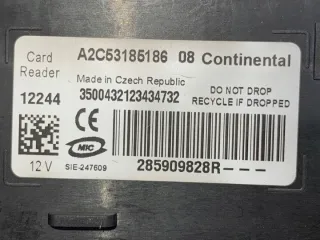 Card Reader
A2C53185186 08 Continental
Made in Czech Republic
12244
3500432123434732
DO NOT DROP
RECYCLE IF DROPPED
CE
MIC
12 V
SIE-247609
285909828R---